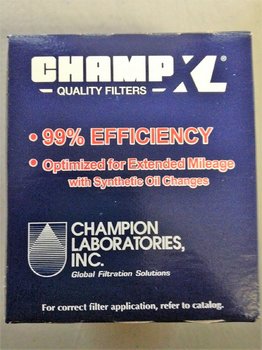 CHAMP XL®
QUALITY FILTERS
• 99% EFFICIENCY
• Optimized for Extended Mileage
with Synthetic Oil Changes
CHAMPION
LABORATORIES,
INC.
Global Filtration Solutions
For correct filter application, refer to catalog.